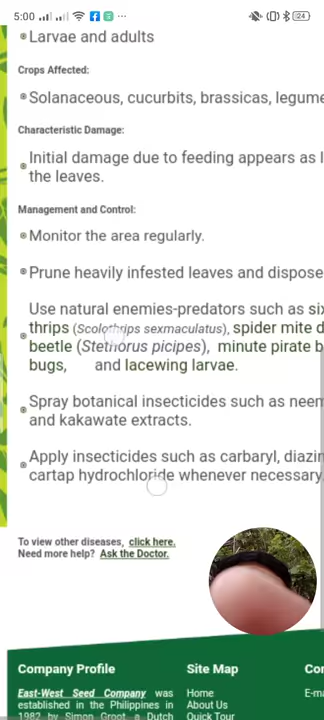 5:00
24
Larvae and adults
Crops Affected:
Solanaceous, cucurbits, brassicas, legume
Characteristic Damage:
Initial damage due to feeding appears as l
the leaves.
Management and Control:
Monitor the area regularly.
Prune heavily infested leaves and dispose
Use natural enemies-predators such as six
thrips (Scolothrips sexmaculatus), spider mite d
beetle (Stethorus picipes), minute pirate b
bugs, and lacewing larvae.
Spray botanical insecticides such as neem
and kakawate extracts.
Apply insecticides such as carbaryl, diazin
cartap hydrochloride whenever necessary.
To view other diseases, click here.
Need more help? Ask the Doctor.
Company Profile Site Map Con
East-West Seed Company was Home E-ma
established in the Philippines in About Us
1982 by Simon Groot, a Dutch Quick Tour